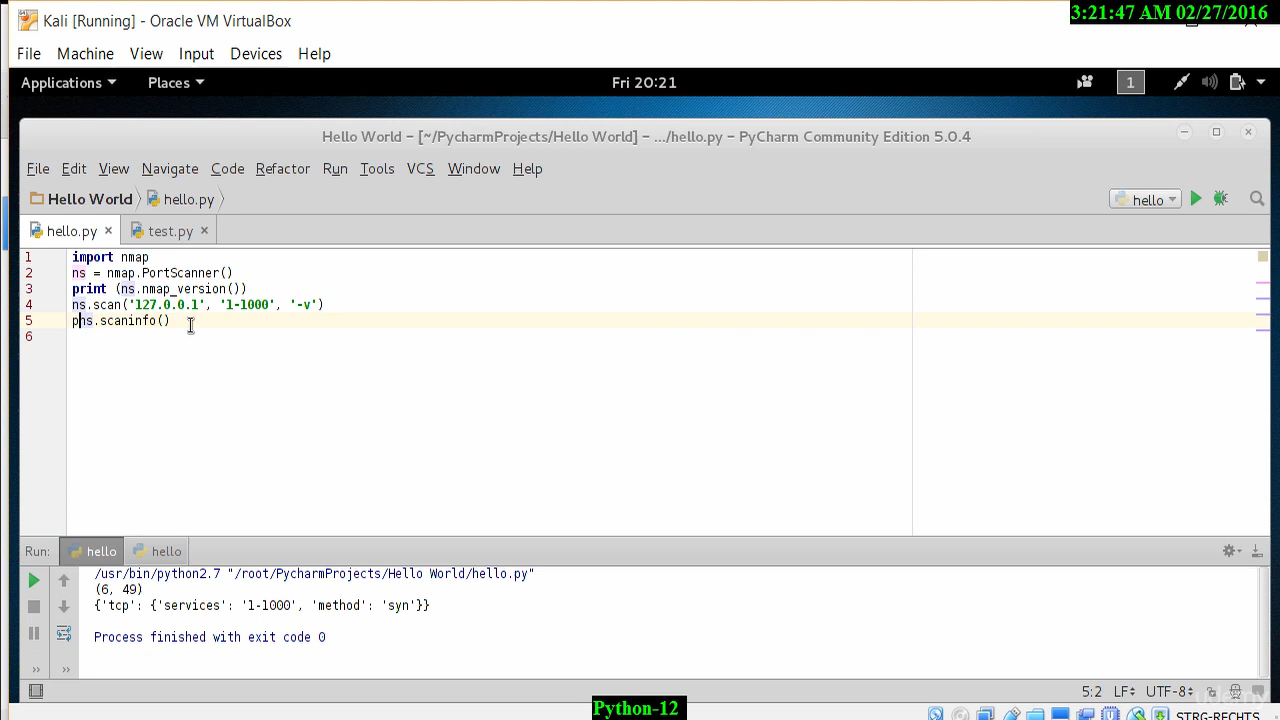 Kali [Running] - Oracle VM VirtualBox
3:21:47 AM 02/27/2016
File Machine View Input Devices Help
Applications Places Fri 20:21 1
Hello World – [~/PycharmProjects/Hello World] – .../hello.py – PyCharm Community Edition 5.0.4
File Edit View Navigate Code Refactor Run Tools VCS Window Help
Hello World hello.py hello
hello.py × test.py ×
1 import nmap
2 ns = nmap.PortScanner()
3 print (ns.nmap_version())
4 ns.scan('127.0.0.1', '1-1000', '-v')
5 pns.scaninfo()
6
Run: hello hello
/usr/bin/python2.7 "/root/PycharmProjects/Hello World/hello.py"
(6, 49)
{'tcp': {'services': '1-1000', 'method': 'syn'}}
Process finished with exit code 0
5:2 LF÷ UTF-8÷
udemy
Python-12
STRG-RECHTS